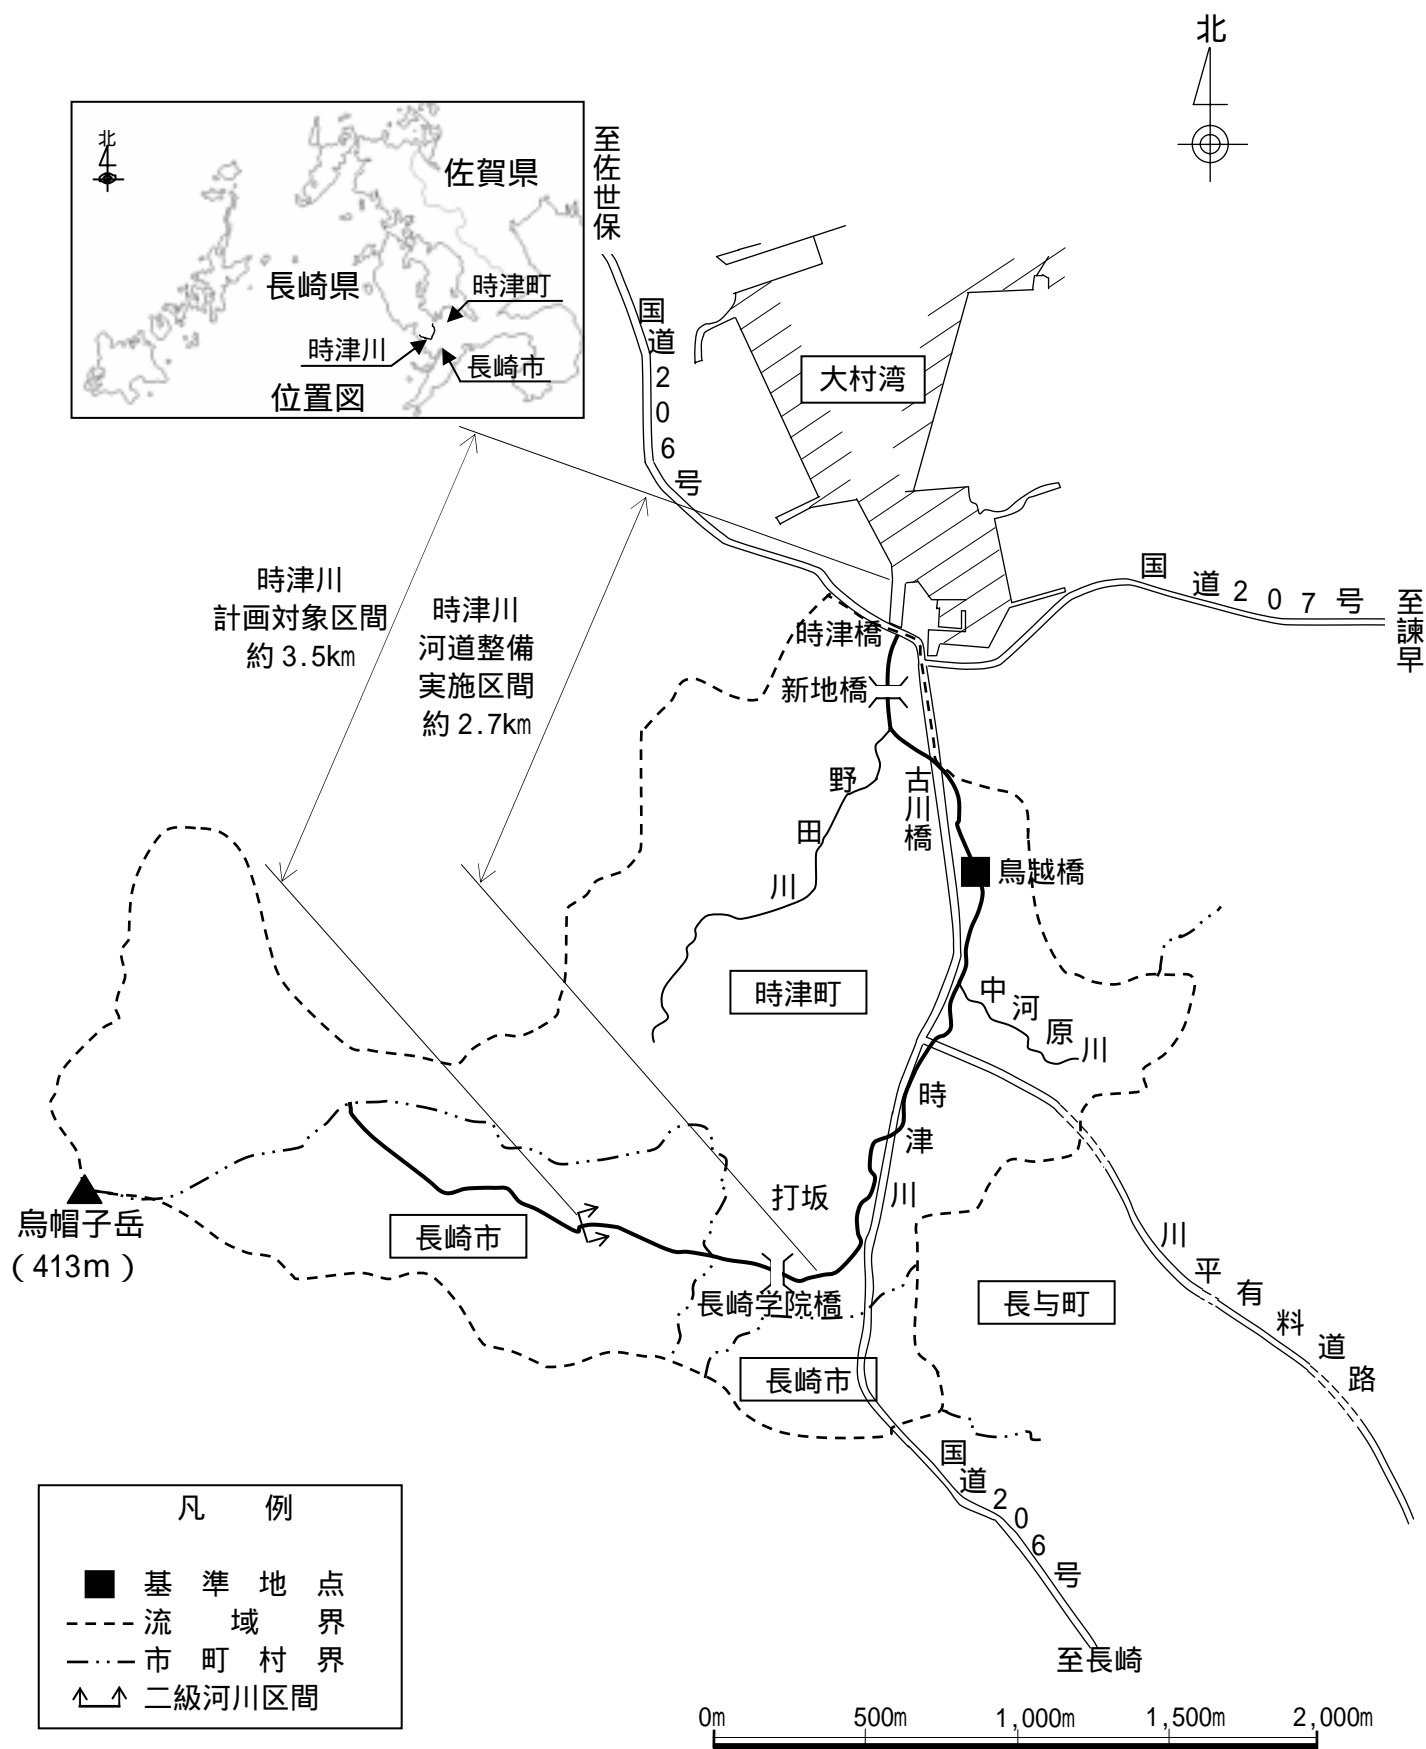 北
北
佐賀県
長崎県
時津町
時津川
長崎市
位置図
至佐世保
国道206号
大村湾
時津川
計画対象区間
約3.5㎞
時津川
河道整備
実施区間
約2.7㎞
国道207号
至諫早
時津橋
新地橋
野田川
古川橋
鳥越橋
時津町
中河原川
時津川
打坂
烏帽子岳
(413m)
長崎市
長崎学院橋
長与町
川平有料道路
長崎市
国道206号
至長崎
凡例
基準地点
流域界
市町村界
二級河川区間
0m 500m 1,000m 1,500m 2,000m